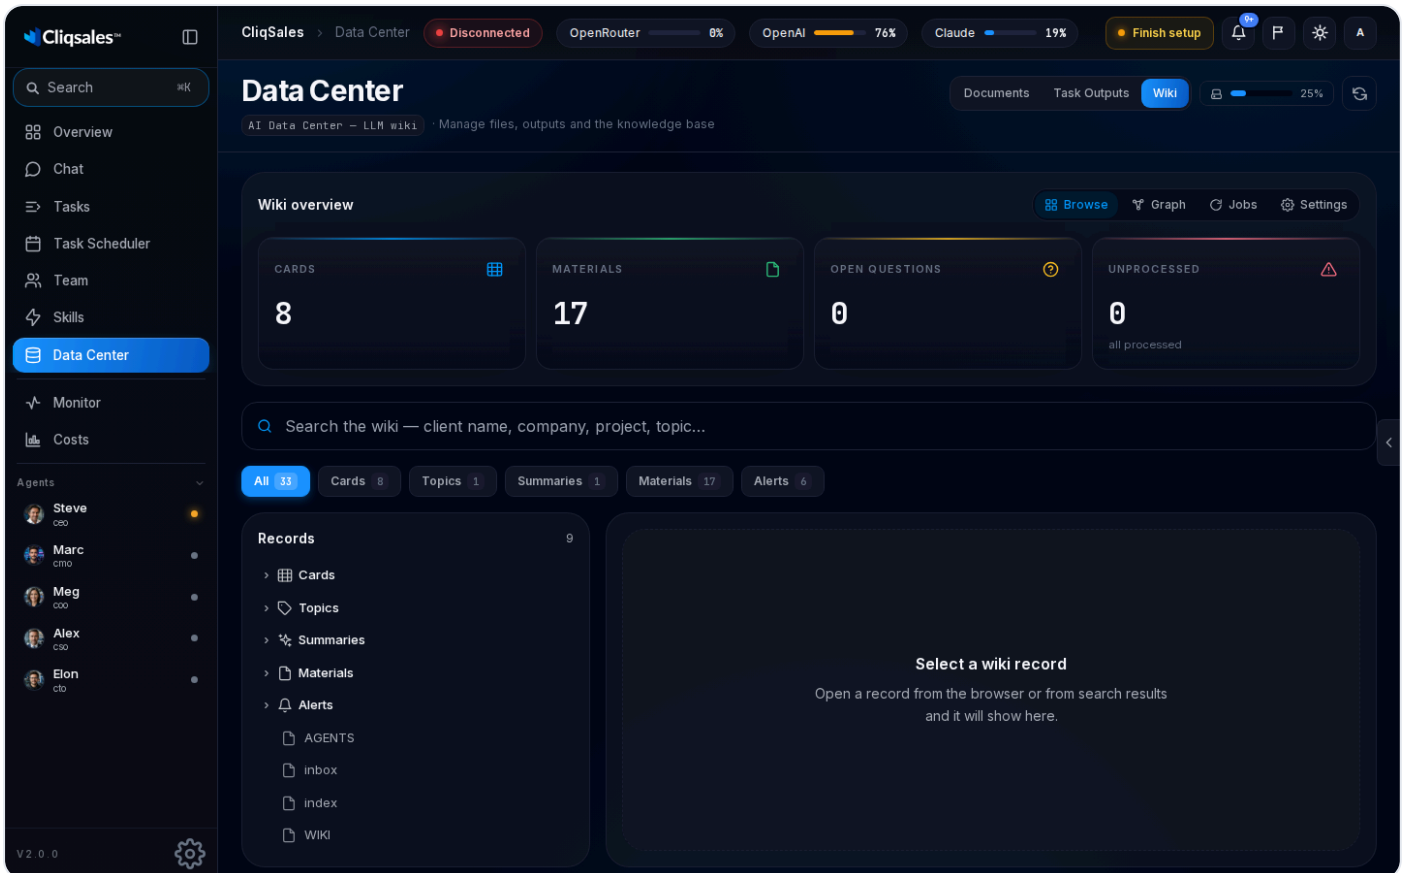 Cliqsales™
Search ⌘K
Overview
Chat
Tasks
Task Scheduler
Team
Skills
Data Center
Monitor
Costs
Agents
Steve
ceo
Marc
cmo
Meg
coo
Alex
cso
Elon
cto
V2.0.0
CliqSales › Data Center
Disconnected
OpenRouter 0%
OpenAI 76%
Claude 19%
Finish setup
9+
A
Data Center
AI Data Center — LLM wiki · Manage files, outputs and the knowledge base
Documents Task Outputs Wiki
25%
Wiki overview
Browse Graph Jobs Settings
CARDS
8
MATERIALS
17
OPEN QUESTIONS
0
UNPROCESSED
0
all processed
Search the wiki — client name, company, project, topic...
All 33 Cards 8 Topics 1 Summaries 1 Materials 17 Alerts 6
Records 9
Cards
Topics
Summaries
Materials
Alerts
AGENTS
inbox
index
WIKI
Select a wiki record
Open a record from the browser or from search results
and it will show here.